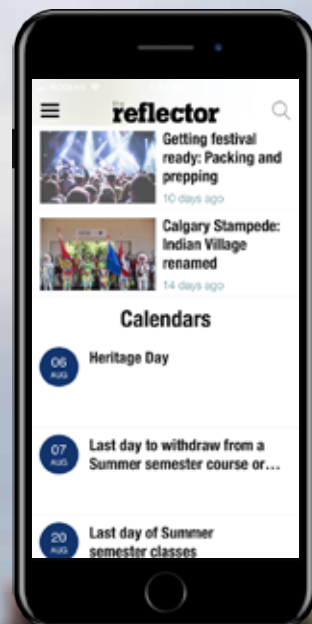 the
reflector
Getting festival
ready: Packing and
prepping
10 days ago
Calgary Stampede:
Indian Village
renamed
14 days ago
Calendars
06
AUG
Heritage Day
07
AUG
Last day to withdraw from a
Summer semester course or...
20
AUG
Last day of Summer
semester classes